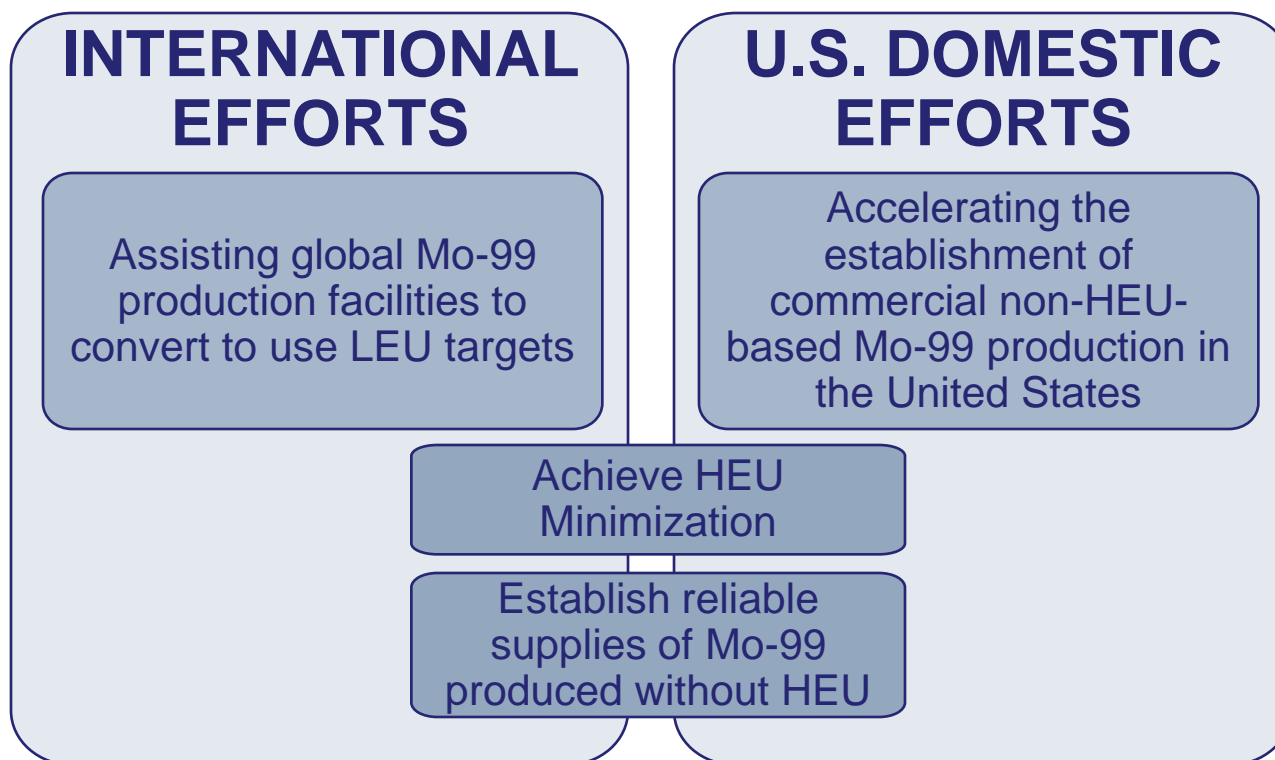 INTERNATIONAL
EFFORTS
Assisting global Mo-99
production facilities to
convert to use LEU targets
U.S. DOMESTIC
EFFORTS
Accelerating the
establishment of
commercial non-HEU-
based Mo-99 production in
the United States
Achieve HEU
Minimization
Establish reliable
supplies of Mo-99
produced without HEU